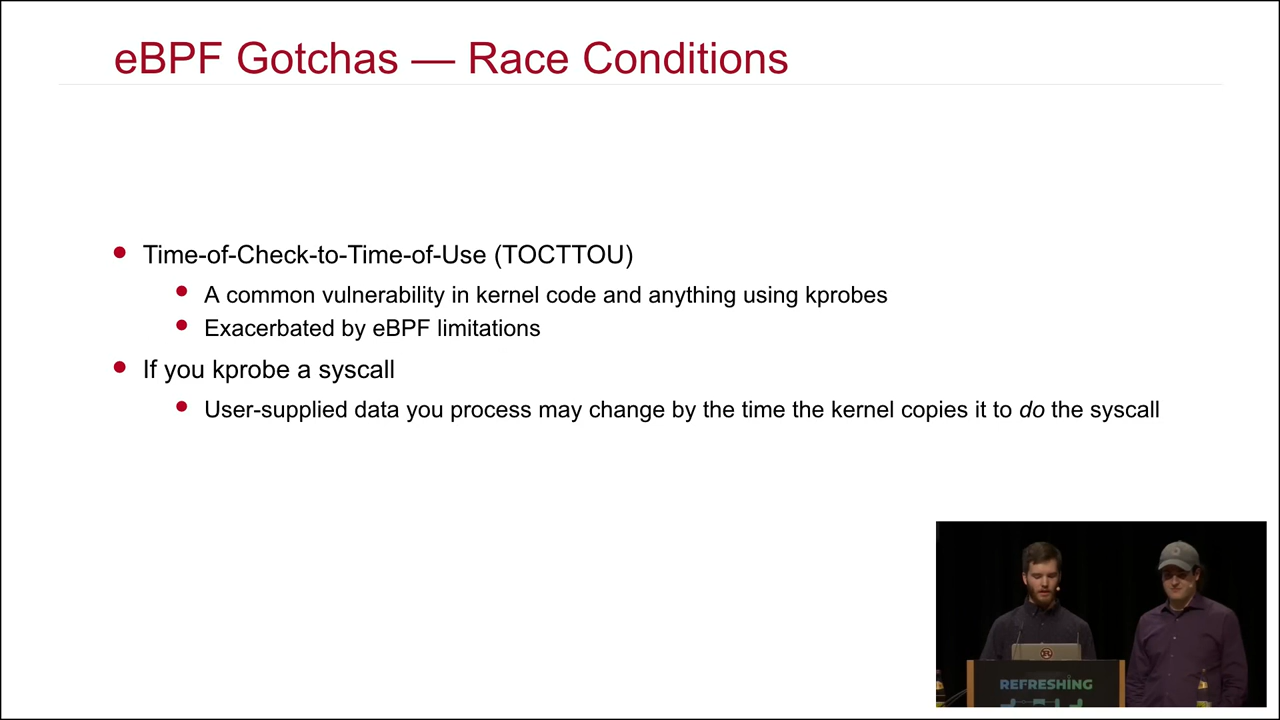 eBPF Gotchas — Race Conditions
Time-of-Check-to-Time-of-Use (TOCTTOU)
A common vulnerability in kernel code and anything using kprobes
Exacerbated by eBPF limitations
If you kprobe a syscall
User-supplied data you process may change by the time the kernel copies it to do the syscall
REFRESHING